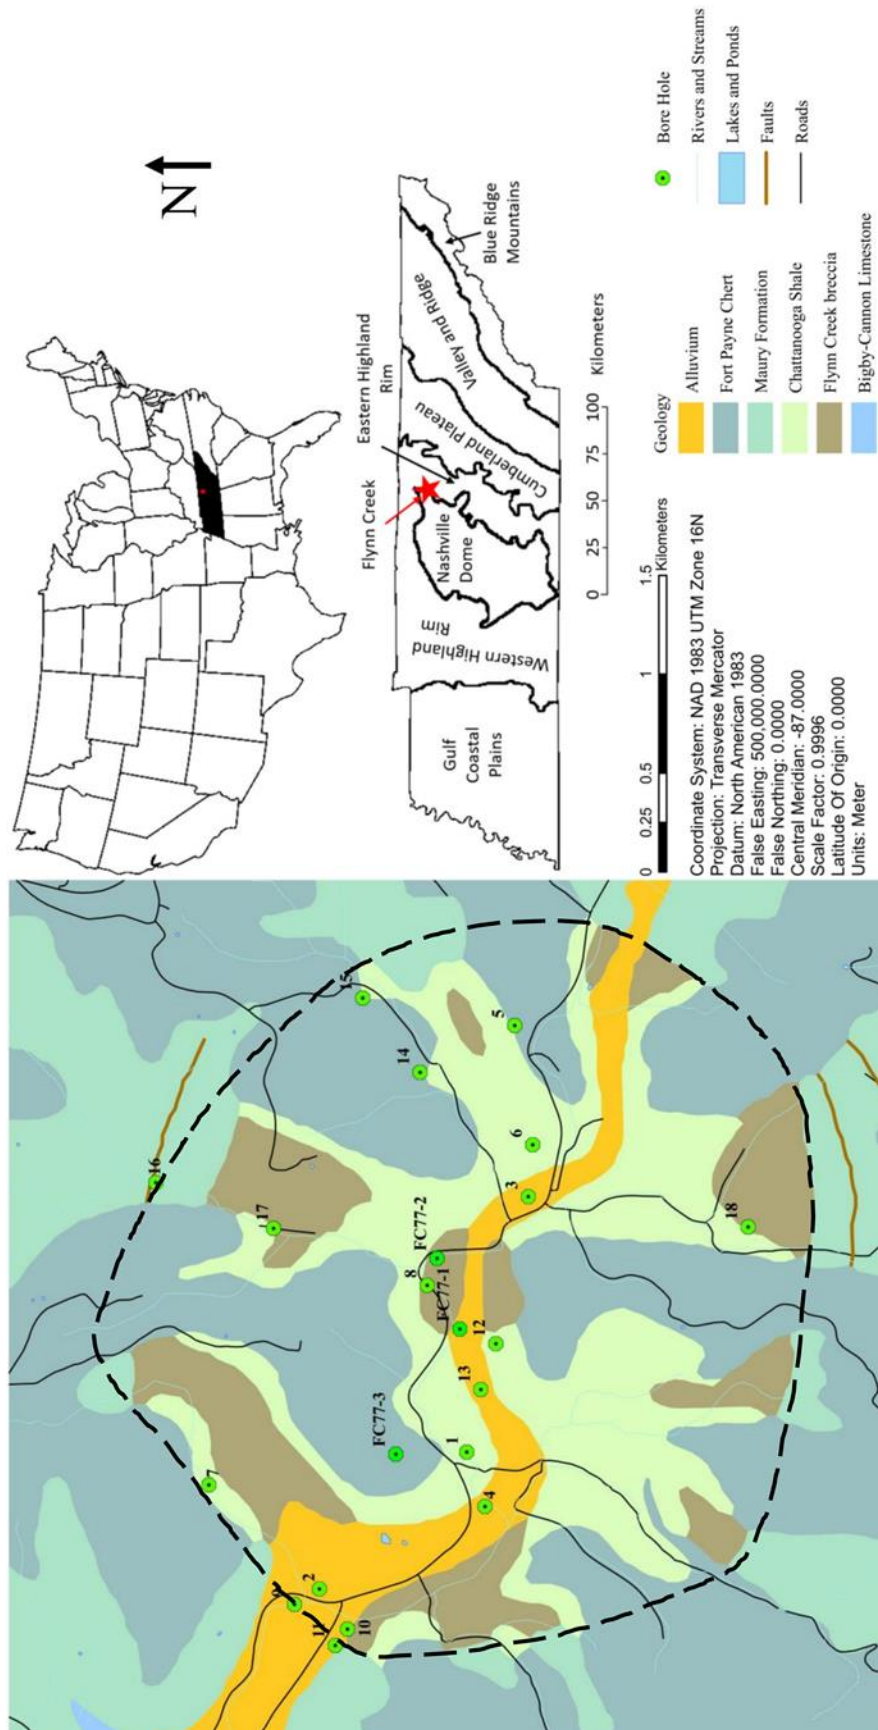 N
Flynn Creek
Eastern Highland
Rim
Gulf
Coastal
Plains
Western Highland
Rim
Nashville
Dome
Cumberland Plateau
Valley and Ridge
Blue Ridge
Mountains
0
25
50
75
100
Kilometers
0
0.25
0.5
1
1.5
Kilometers
Coordinate System: NAD 1983 UTM Zone 16N
Projection: Transverse Mercator
Datum: North American 1983
False Easting: 500,000.0000
False Northing: 0.0000
Central Meridian: -87.0000
Scale Factor: 0.9996
Latitude Of Origin: 0.0000
Units: Meter
Geology
Alluvium
Fort Payne Chert
Maury Formation
Chattanooga Shale
Flynn Creek breccia
Bigby-Cannon Limestone
Bore Hole
Rivers and Streams
Lakes and Ponds
Faults
Roads
16
7
17
15
9
2
11
10
FC77-3
14
8
FC77-2
FC77-1
1
13
12
4
3
6
5
18